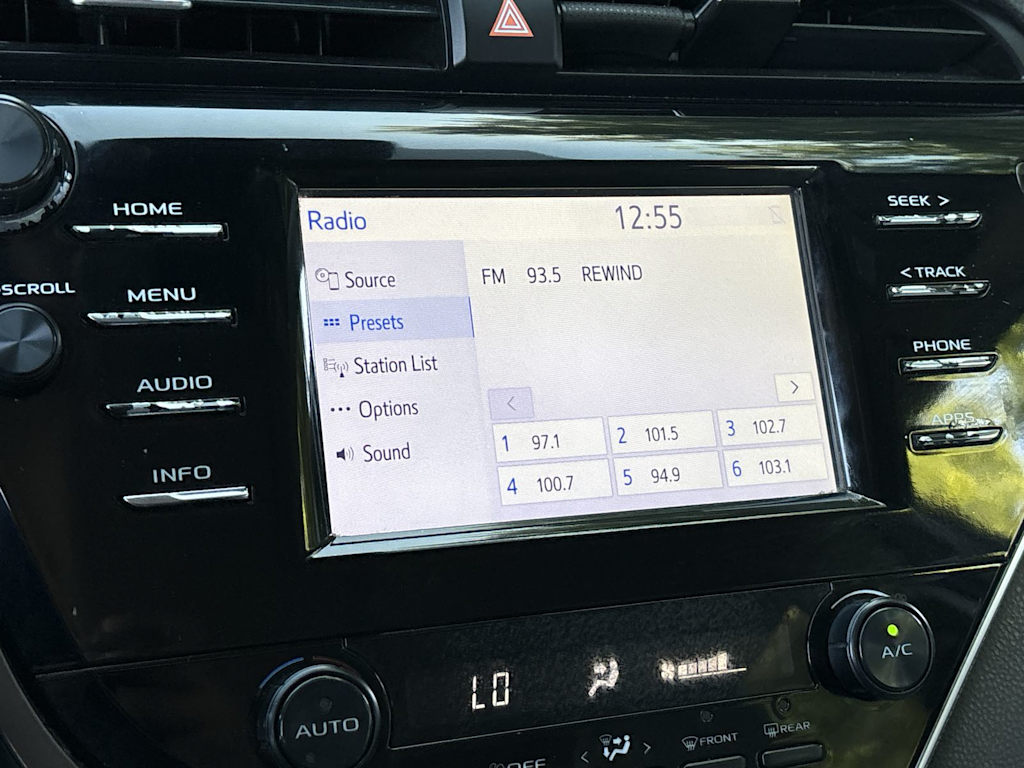 HOME
SCROLL
MENU
AUDIO
INFO
Radio 12:55
Source
Presets
Station List
Options
Sound
FM 93.5 REWIND
<
>
1 97.1
2 101.5
3 102.7
4 100.7
5 94.9
6 103.1
SEEK >
< TRACK
PHONE
APPS
AUTO
LO
A/C
OFF
< >
FRONT
REAR